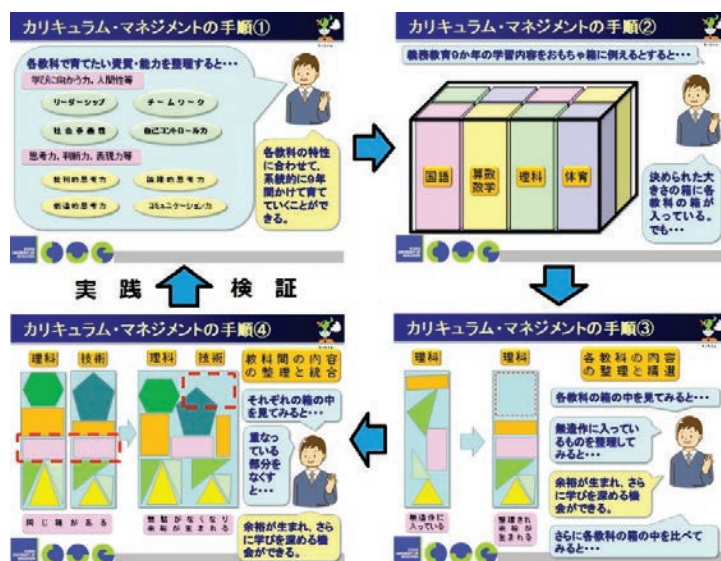 カリキュラム・マネジメントの手順①
各教科で育てたい資質・能力を整理すると・・・
学びに向かう力、人間性等
リーダーシップ
チームワーク
社会参画性
自己コントロール力
思考力、判断力、表現力等
批判的思考力
論理的思考力
創造的思考力
コミュニケーション力
各教科の特性
に合わせて、
系統的に9年
間かけて育て
ていくことが
できる。
カリキュラム・マネジメントの手順②
義務教育9か年の学習内容をおもちゃ箱に例えるとすると・・・
国語
算数
数学
理科
体育
決められた大
きさの箱に各
教科の箱が
入っている。
でも・・・
実践
検証
カリキュラム・マネジメントの手順④
理科
技術
理科
技術
教科間の内容
の整理と統合
それぞれの箱の中
を見てみると・・・
重なっ
ている
部分を
なくす
と・・・
余裕が生まれ、さら
に学びを深める機
会ができる。
同じ箱がある
無駄がなくなり
余裕が生まれる
カリキュラム・マネジメントの手順③
理科
理科
各教科の内容
の整理と精選
各教科の箱の中を見てみると・・・
無造作に入ってい
るものを整理して
みると・・・
余裕が生まれ、さら
に学びを深める機
会ができる。
さらに各教科の箱の中を比べて
みると・・・
無造作に
入っている
整理され
余裕が
生まれる